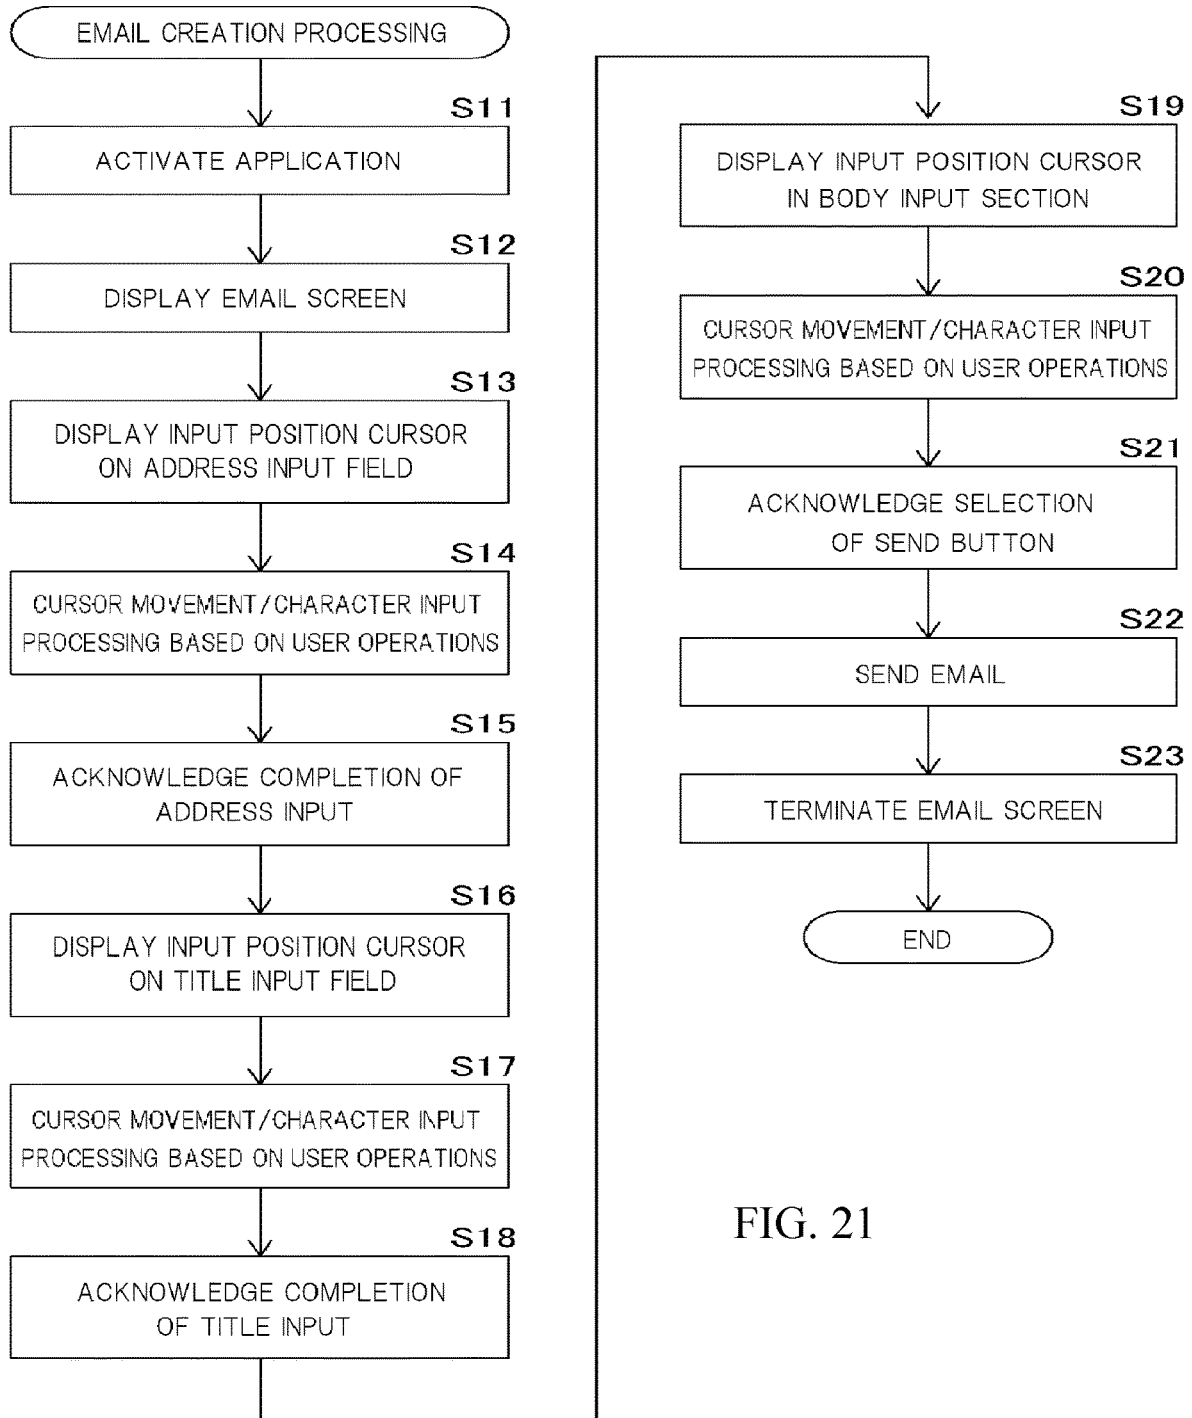 EMAIL CREATION PROCESSING
S11
ACTIVATE APPLICATION
S12
DISPLAY EMAIL SCREEN
S13
DISPLAY INPUT POSITION CURSOR
ON ADDRESS INPUT FIELD
S14
CURSOR MOVEMENT/CHARACTER INPUT
PROCESSING BASED ON USER OPERATIONS
S15
ACKNOWLEDGE COMPLETION OF
ADDRESS INPUT
S16
DISPLAY INPUT POSITION CURSOR
ON TITLE INPUT FIELD
S17
CURSOR MOVEMENT/CHARACTER INPUT
PROCESSING BASED ON USER OPERATIONS
S18
ACKNOWLEDGE COMPLETION
OF TITLE INPUT
S19
DISPLAY INPUT POSITION CURSOR
IN BODY INPUT SECTION
S20
CURSOR MOVEMENT/CHARACTER INPUT
PROCESSING BASED ON USER OPERATIONS
S21
ACKNOWLEDGE SELECTION
OF SEND BUTTON
S22
SEND EMAIL
S23
TERMINATE EMAIL SCREEN
END
FIG. 21